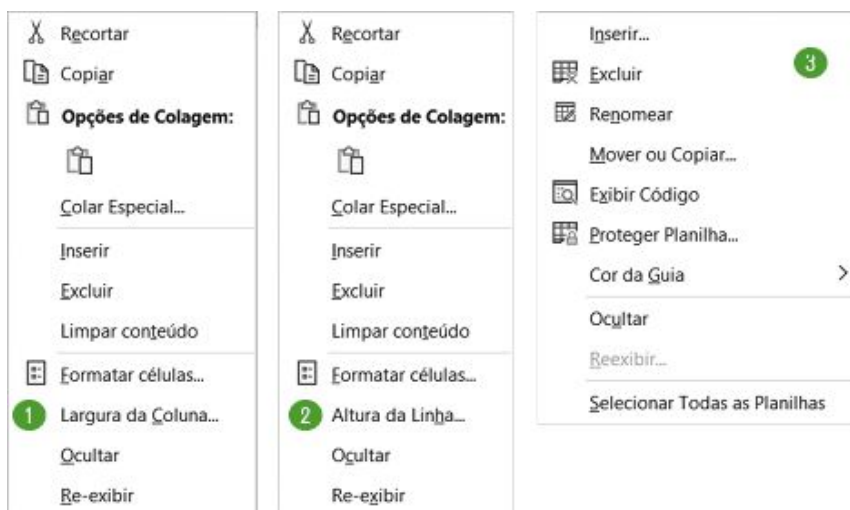 Recortar
Copiar
Opções de Colagem:
Colar Especial...
Inserir
Excluir
Limpar conteúdo
Formatar células...
1 Largura da Coluna...
Ocultar
Re-exibir
Recortar
Copiar
Opções de Colagem:
Colar Especial...
Inserir
Excluir
Limpar conteúdo
Formatar células...
2 Altura da Linha...
Ocultar
Re-exibir
Inserir...
3
Excluir
Renomear
Mover ou Copiar...
Exibir Código
Proteger Planilha...
Cor da Guia
Ocultar
Reexibir...
Selecionar Todas as Planilhas